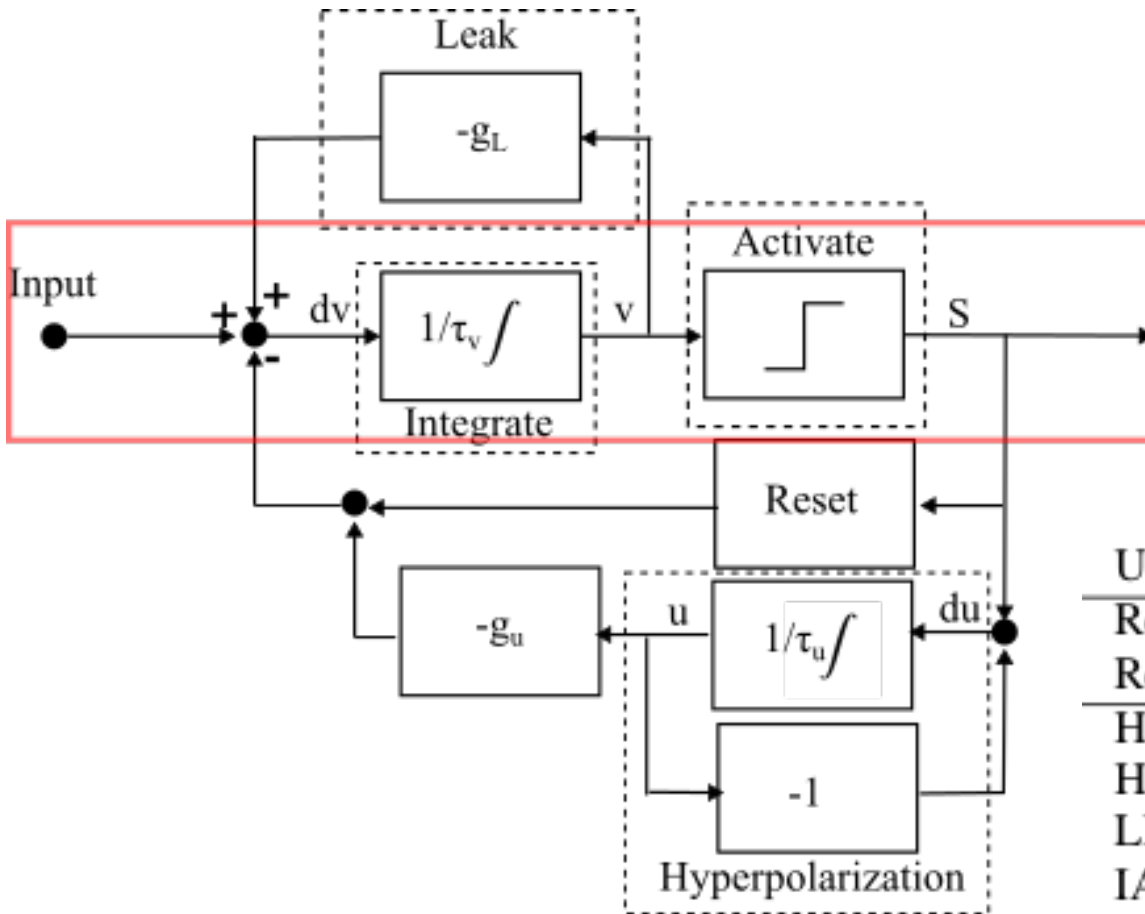 Leak
-gL
Activate
Input
+ +
dv
1/τv∫
v
S
-
Integrate
Reset
-gu
u
1/τu∫
du
-1
Hyperpolarization